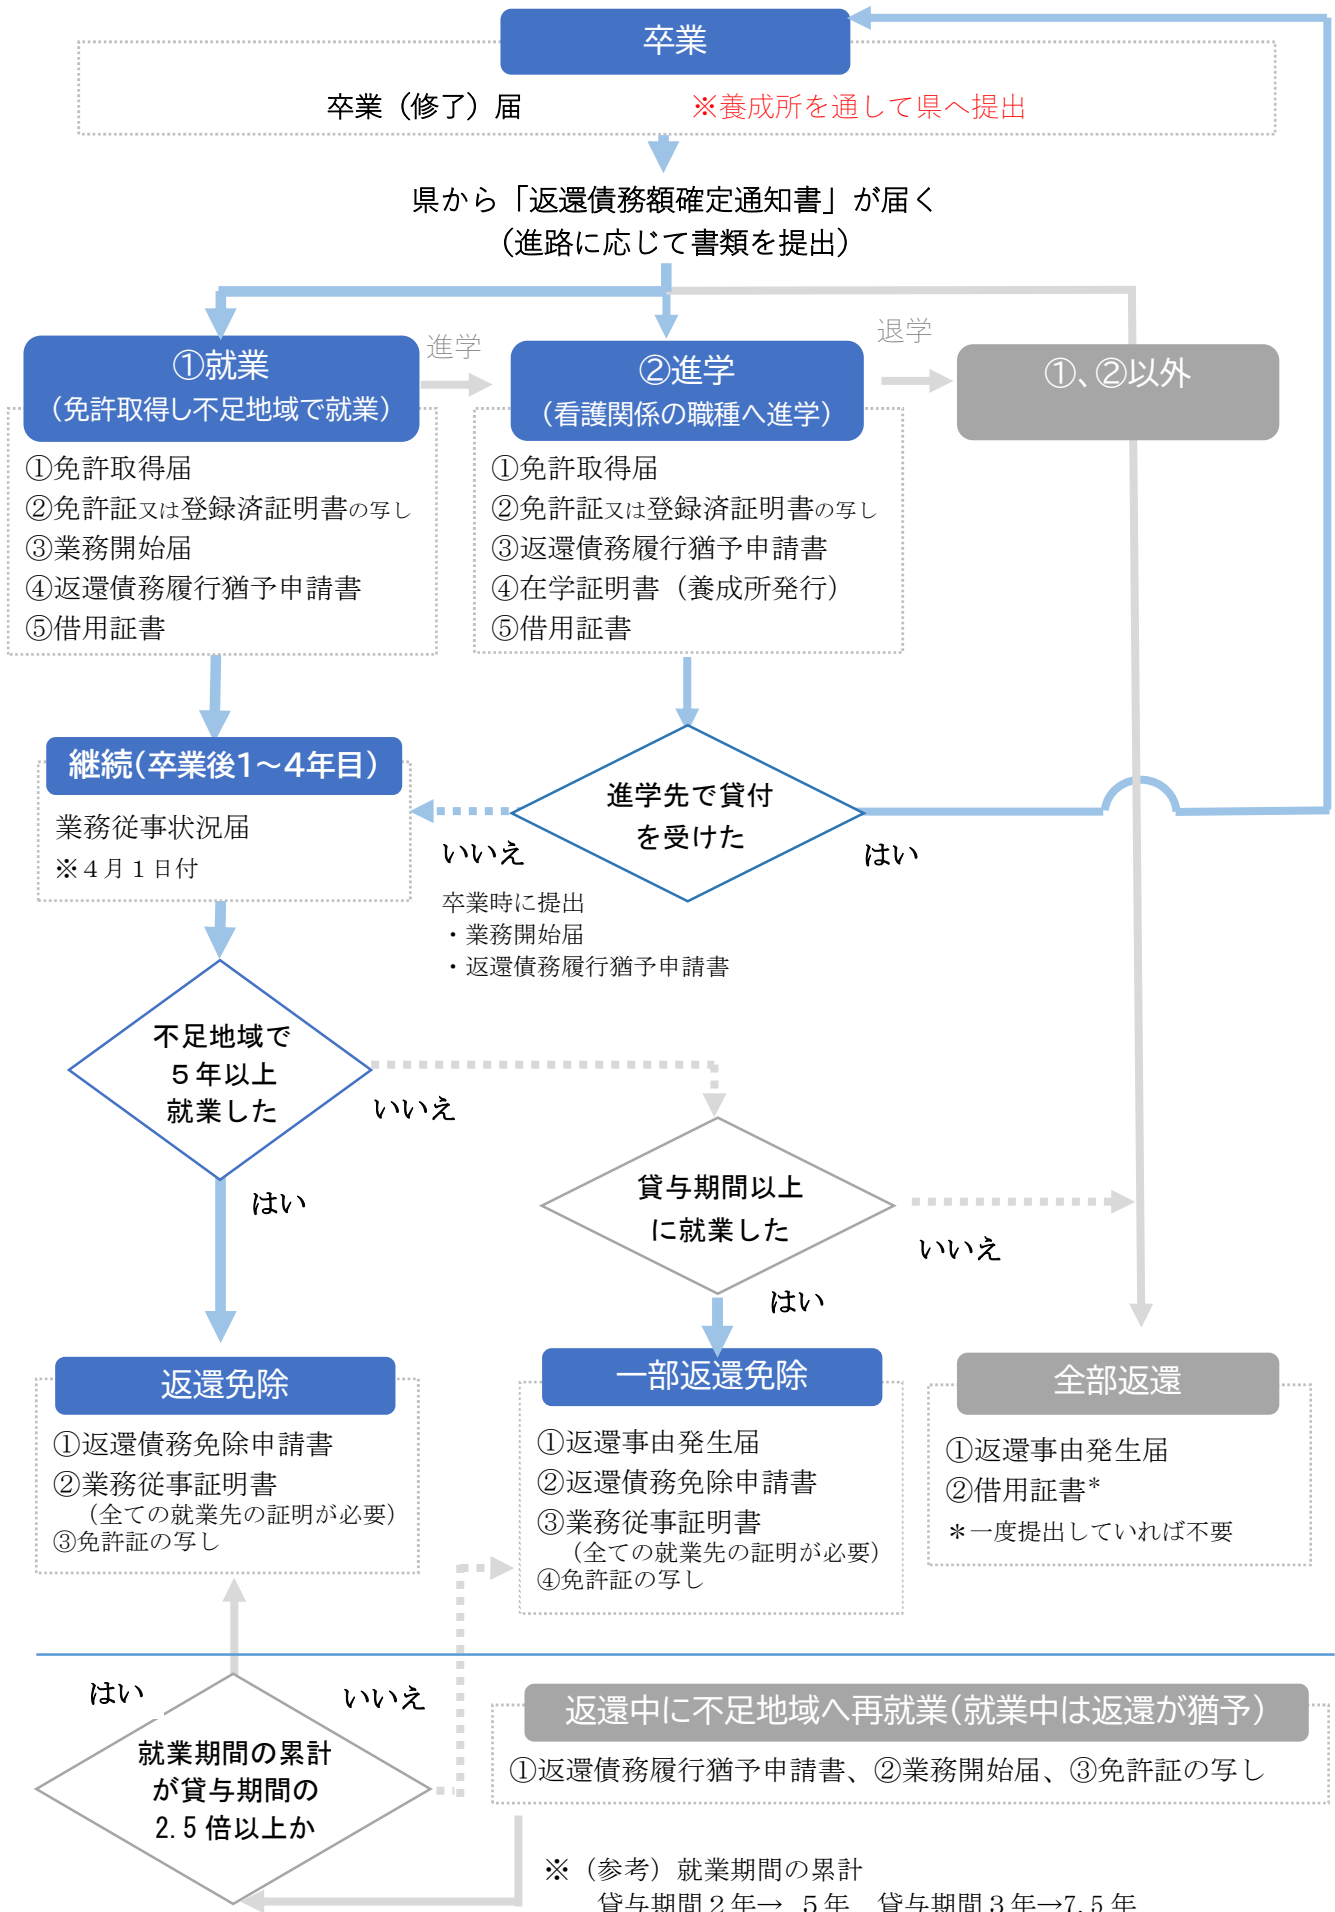 卒業
卒業（修了）届　※養成所を通して県へ提出
県から「返還債務額確定通知書」が届く
（進路に応じて書類を提出）
①就業
（免許取得し不足地域で就業）
進学
②進学
（看護関係の職種へ進学）
退学
①、②以外
①免許取得届
②免許証又は登録済証明書の写し
③業務開始届
④返還債務履行猶予申請書
⑤借用証書
①免許取得届
②免許証又は登録済証明書の写し
③返還債務履行猶予申請書
④在学証明書（養成所発行）
⑤借用証書
継続（卒業後1～4年目）
業務従事状況届
※４月１日付
進学先で貸付
を受けた
いいえ
はい
卒業時に提出
・業務開始届
・返還債務履行猶予申請書
不足地域で
５年以上
就業した
いいえ
はい
貸与期間以上
に就業した
いいえ
はい
返還免除
①返還債務免除申請書
②業務従事証明書
（全ての就業先の証明が必要）
③免許証の写し
一部返還免除
①返還事由発生届
②返還債務免除申請書
③業務従事証明書
（全ての就業先の証明が必要）
④免許証の写し
全部返還
①返還事由発生届
②借用証書*
＊一度提出していれば不要
はい
いいえ
就業期間の累計
が貸与期間の
2.5倍以上か
返還中に不足地域へ再就業（就業中は返還が猶予）
①返還債務履行猶予申請書、②業務開始届、③免許証の写し
※（参考）就業期間の累計
貸与期間２年→ ５年　貸与期間３年→7.5年